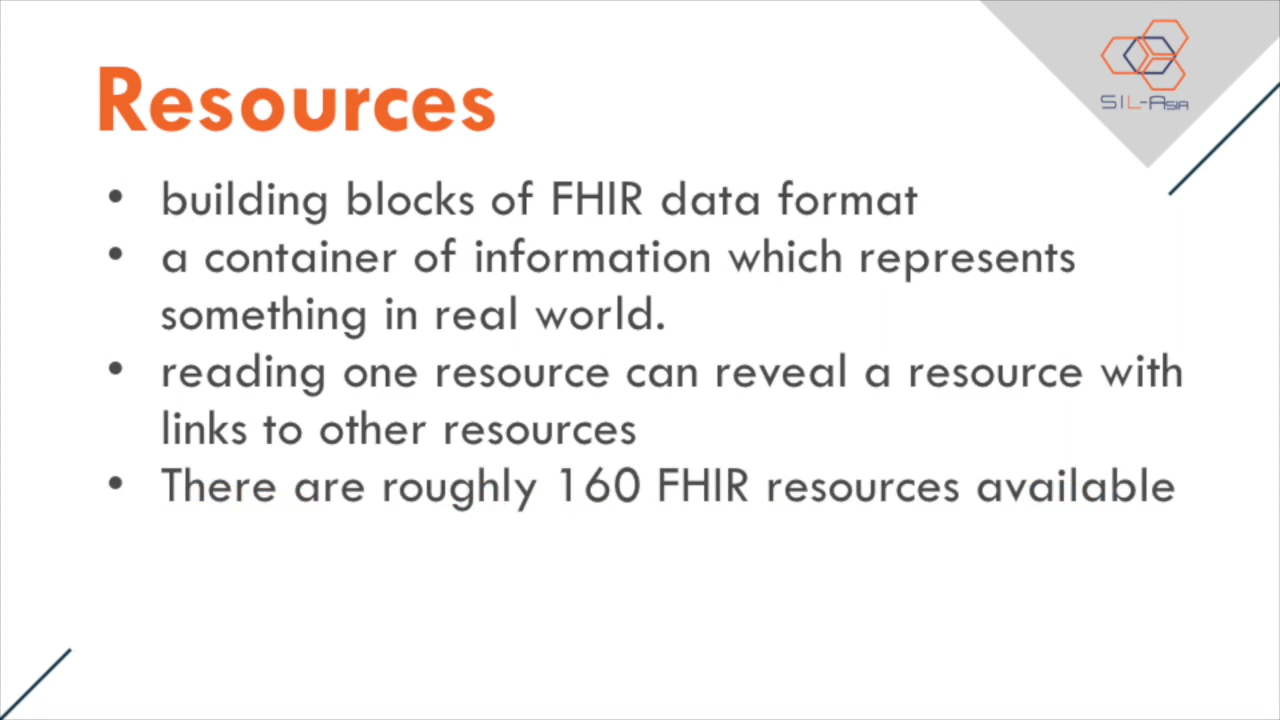 Resources
SIL-Asia
• building blocks of FHIR data format
• a container of information which represents
something in real world.
• reading one resource can reveal a resource with
links to other resources
• There are roughly 160 FHIR resources available